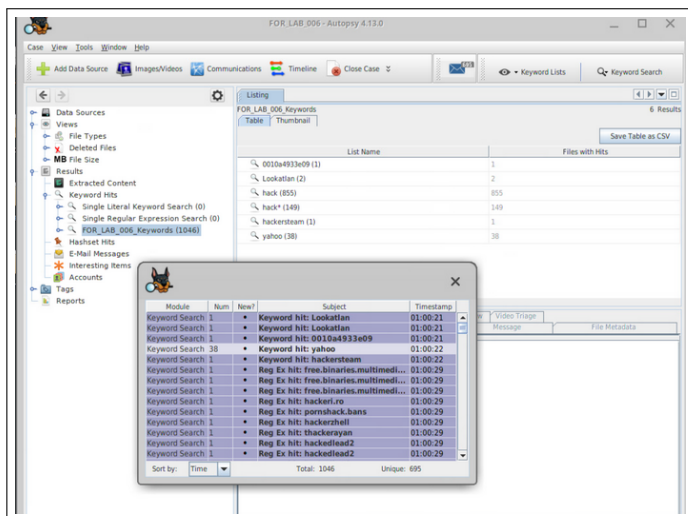 FOR_LAB_006 - Autopsy 4.13.0
Case View Tools Window Help
Add Data Source Images/Videos Communications Timeline Close Case Keyword Lists Keyword Search
Data Sources
Views
File Types
Deleted Files
MB File Size
Results
Extracted Content
Keyword Hits
Single Literal Keyword Search (0)
Single Regular Expression Search (0)
FOR_LAB_006_Keywords (1046)
Hashset Hits
E-Mail Messages
Interesting Items
Accounts
Tags
Reports
Listing
FOR_LAB_006_Keywords 6 Results
Table Thumbnail
Save Table as CSV
List Name Files with Hits
0010a4933e09 (1) 1
Lookatlan (2) 2
hack (855) 855
hack* (149) 149
hackersteam (1) 1
yahoo (38) 38
Video Triage
Message File Metadata
Module Num New? Subject Timestamp
Keyword Search 1 • Keyword hit: Lookatlan 01:00:21
Keyword Search 1 • Keyword hit: Lookatlan 01:00:21
Keyword Search 1 • Keyword hit: 0010a4933e09 01:00:21
Keyword Search 38 • Keyword hit: yahoo 01:00:22
Keyword Search 1 • Keyword hit: hackersteam 01:00:22
Keyword Search 1 • Reg Ex hit: free.binaries.multimedi... 01:00:29
Keyword Search 1 • Reg Ex hit: free.binaries.multimedi... 01:00:29
Keyword Search 1 • Reg Ex hit: hackeri.ro 01:00:29
Keyword Search 1 • Reg Ex hit: pornshack.bans 01:00:29
Keyword Search 1 • Reg Ex hit: hackerzhell 01:00:29
Keyword Search 1 • Reg Ex hit: thackerayan 01:00:29
Keyword Search 1 • Reg Ex hit: hackedlead2 01:00:29
Keyword Search 1 • Reg Ex hit: hackedlead2 01:00:29
Sort by: Time Total: 1046 Unique: 695